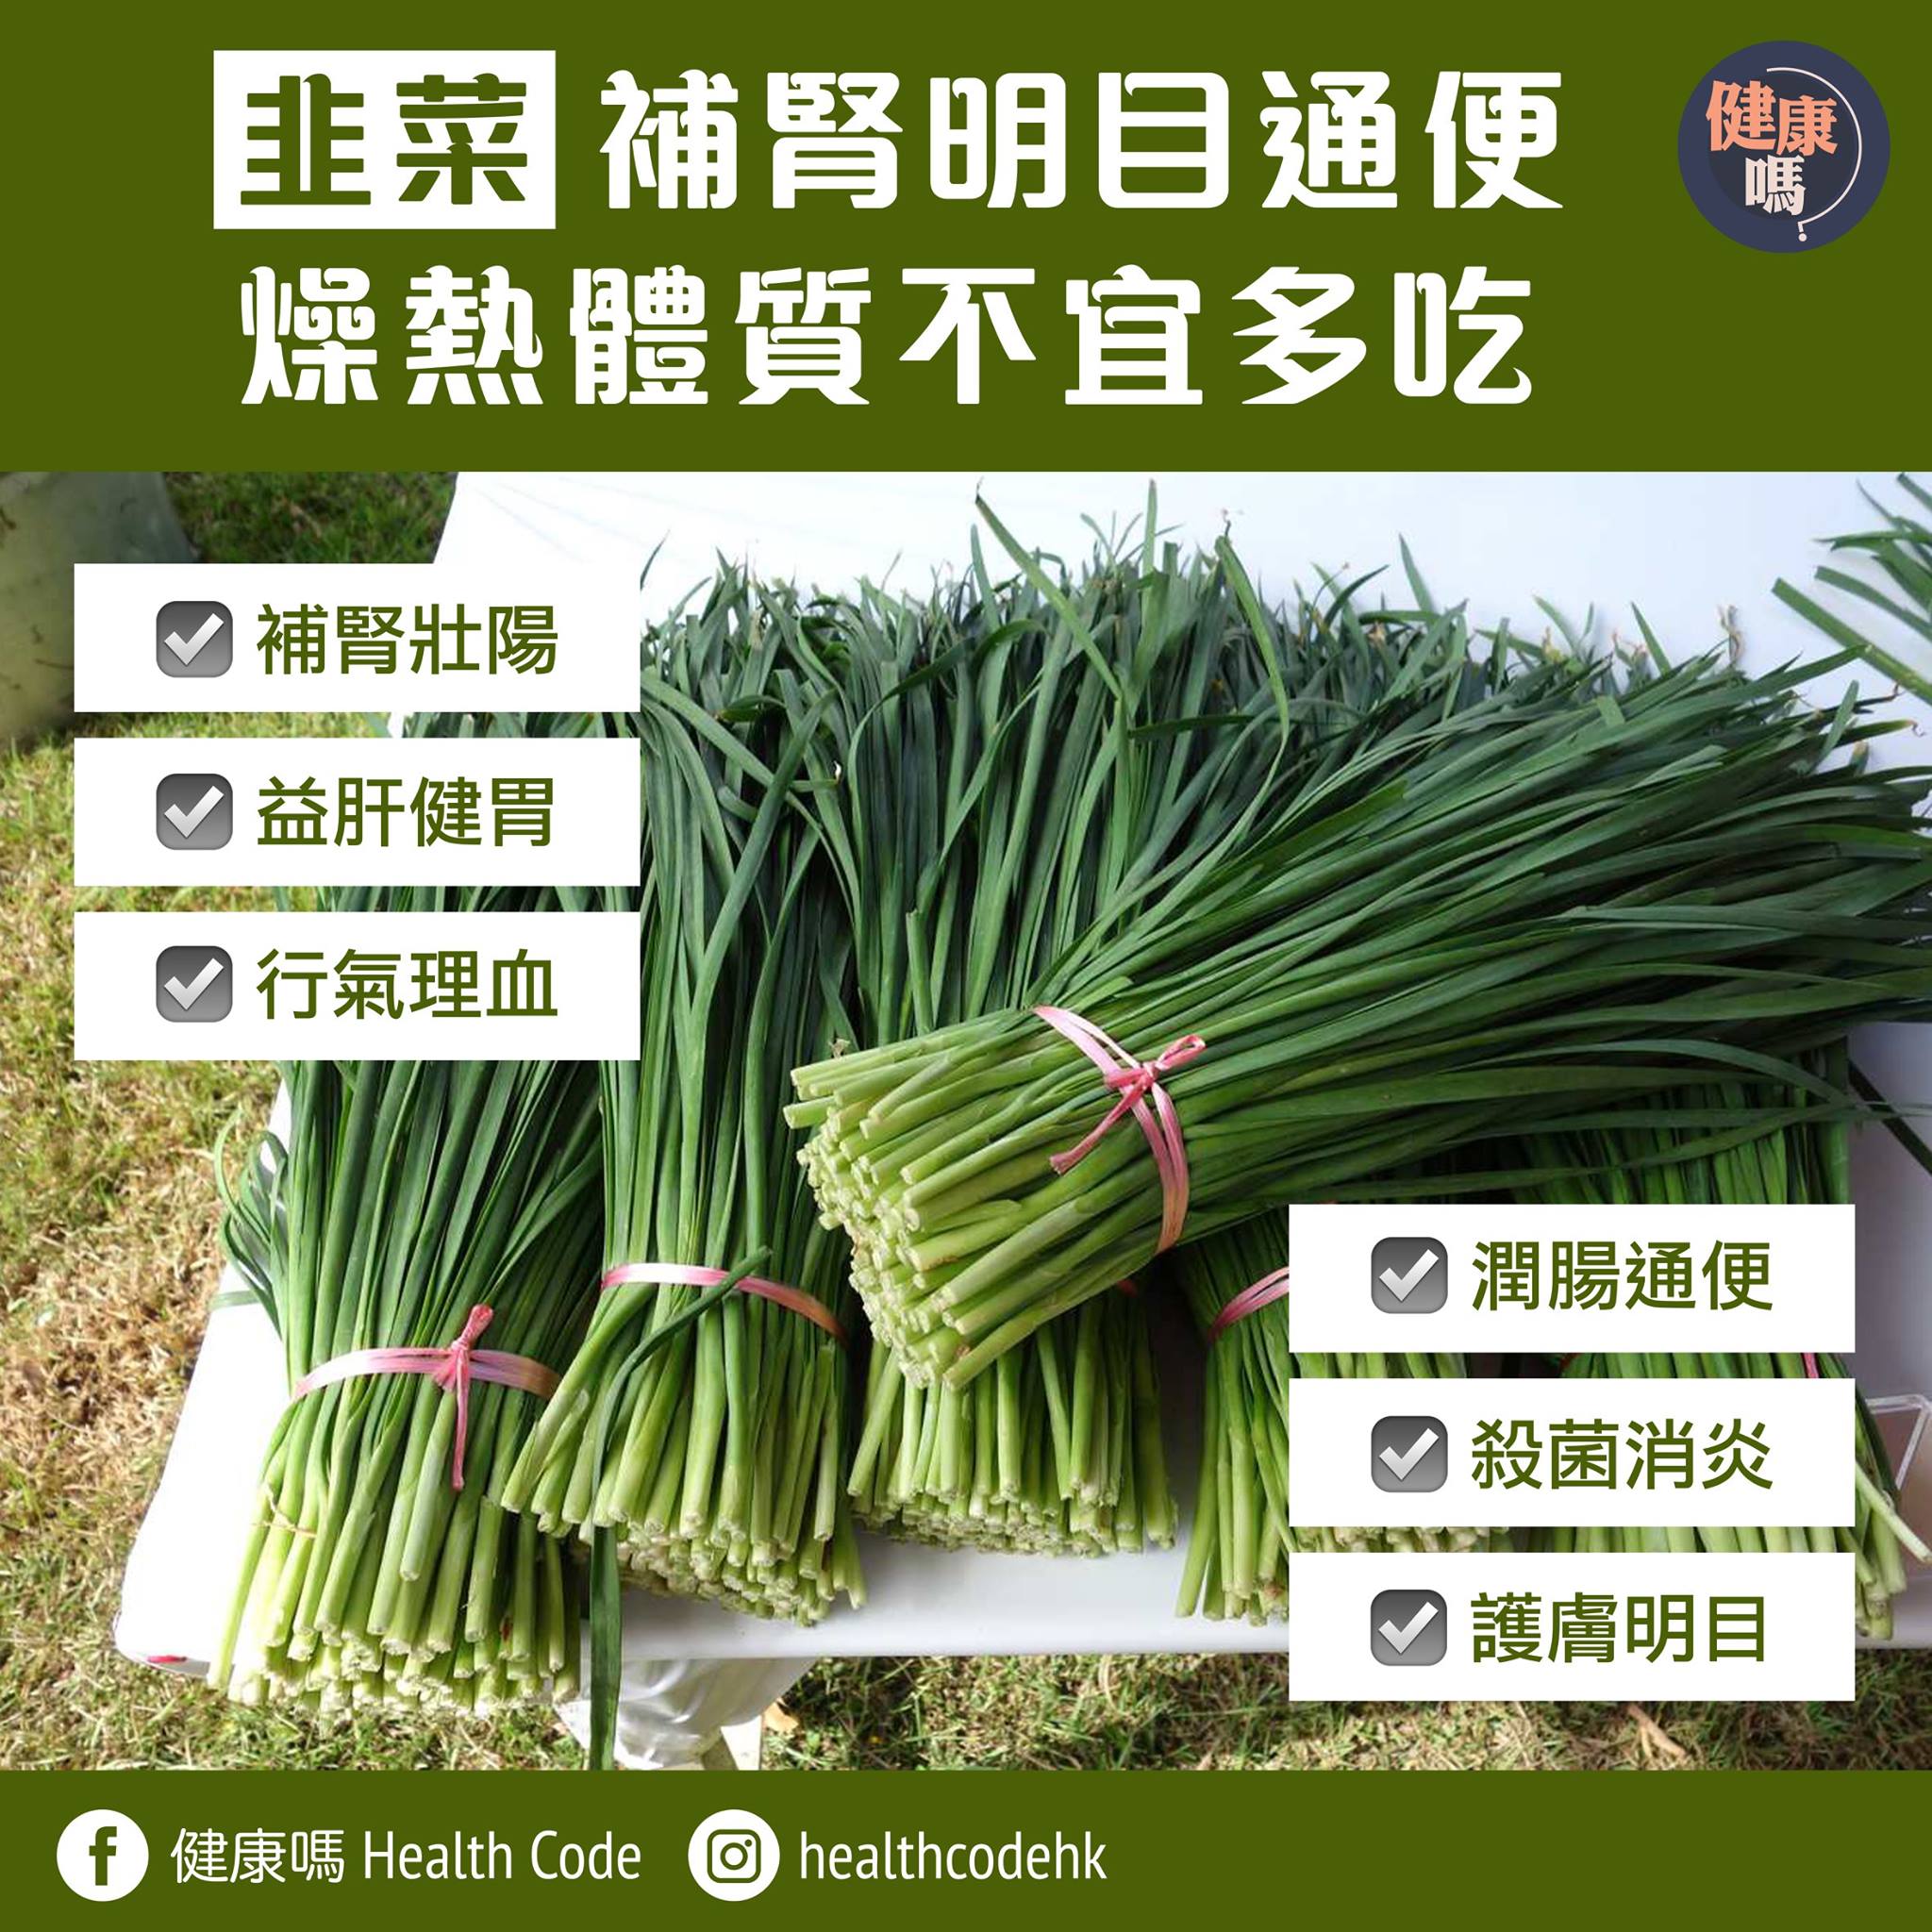 韭菜 補腎明目通便
燥熱體質不宜多吃
健康
嗎
補腎壯陽
益肝健胃
行氣理血
潤腸通便
殺菌消炎
護膚明目
健康嗎 Health Code
healthcodehk